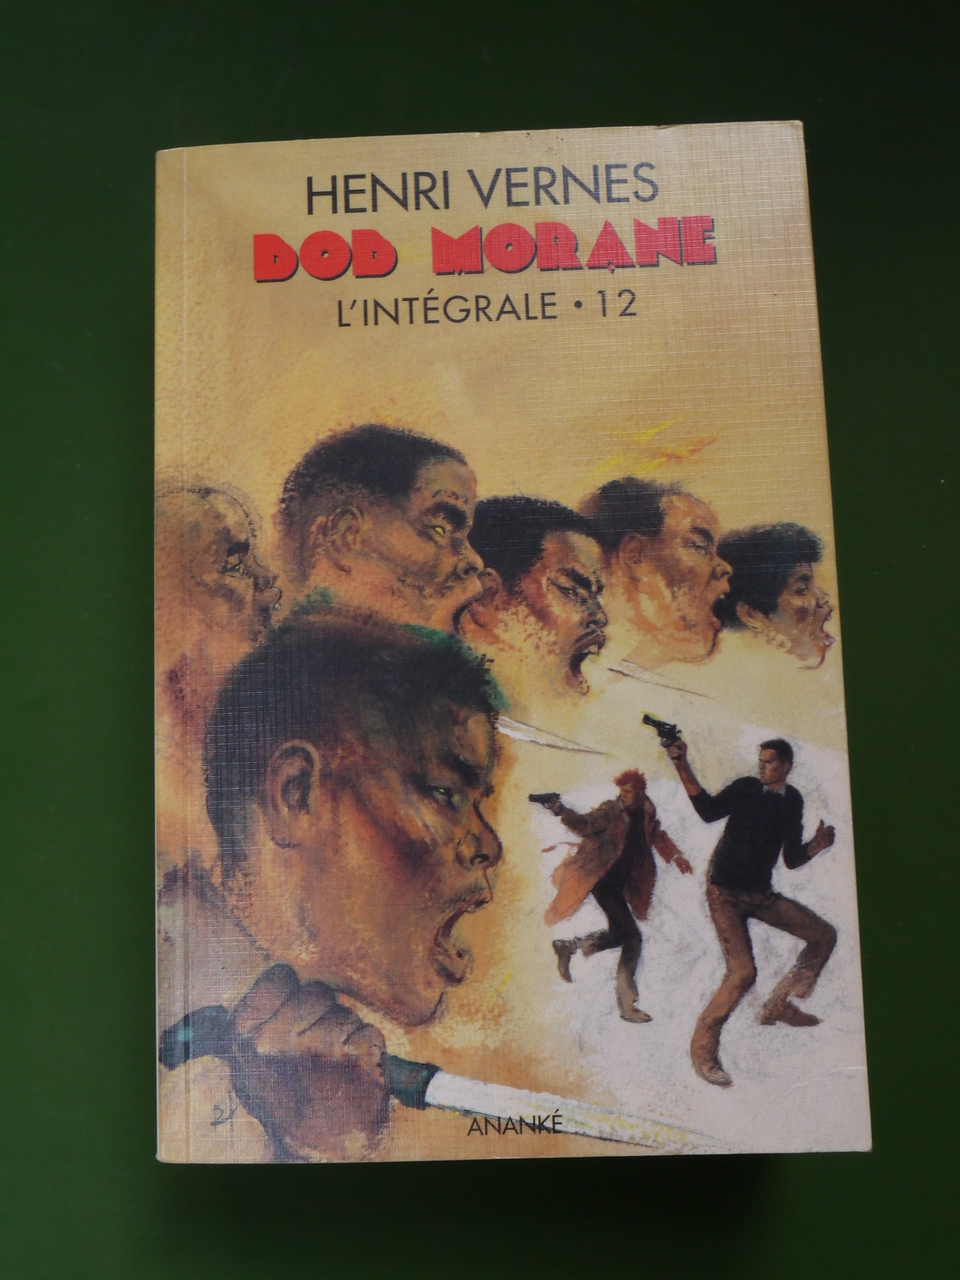 HENRI VERNES
BOB MORANE
L'INTÉGRALE • 12
ANANKÉ